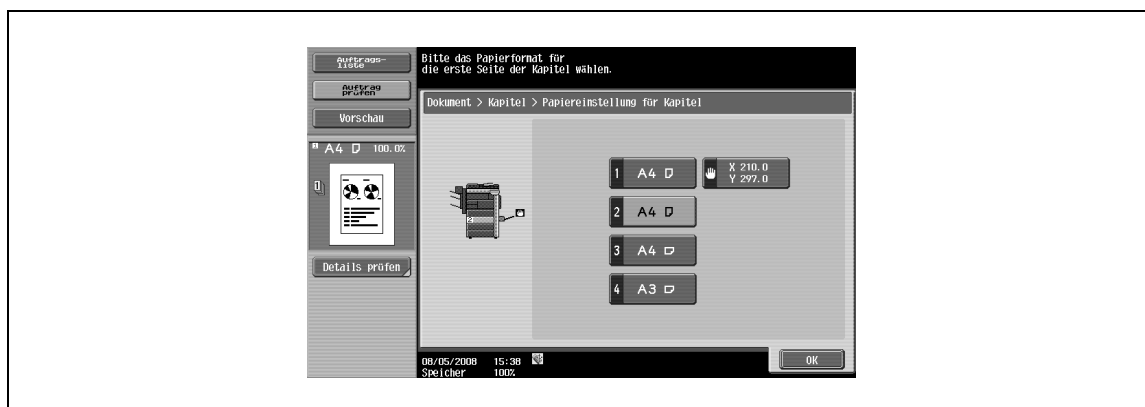 Auftrags-
liste
Auftrag
prüfen
Vorschau
A4 100.0%
1
Details prüfen
Bitte das Papierformat für
die erste Seite der Kapitel wählen.
Dokument > Kapitel > Papiereinstellung für Kapitel
1 A4
X 210.0
Y 297.0
2 A4
3 A4
4 A3
2
08/05/2008 15:38
Speicher 100%
OK